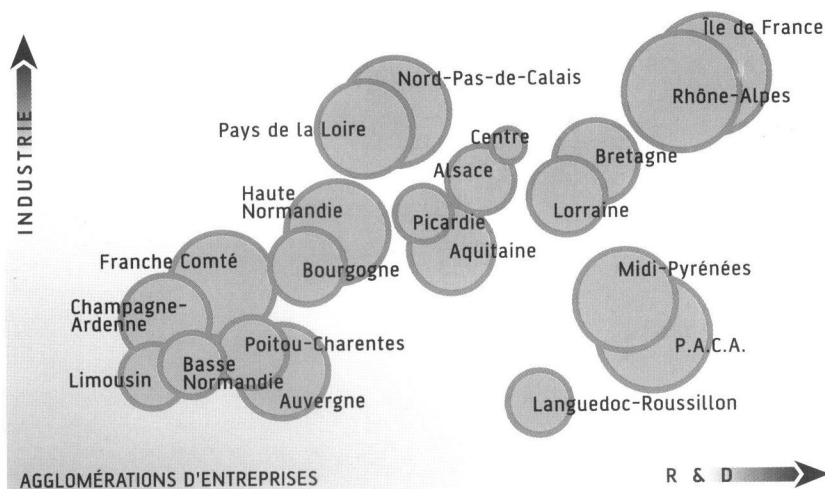 Île de France
Nord-Pas-de-Calais
Rhône-Alpes
INDUSTRIE
Pays de la Loire
Centre
Bretagne
Alsace
Haute
Normandie
Picardie
Lorraine
Aquitaine
Franche Comté
Bourgogne
Midi-Pyrénées
Champagne-
Ardenne
Poitou-Charentes
P.A.C.A.
Limousin
Basse
Normandie
Auvergne
Languedoc-Roussillon
AGGLOMÉRATIONS D'ENTREPRISES
R & D